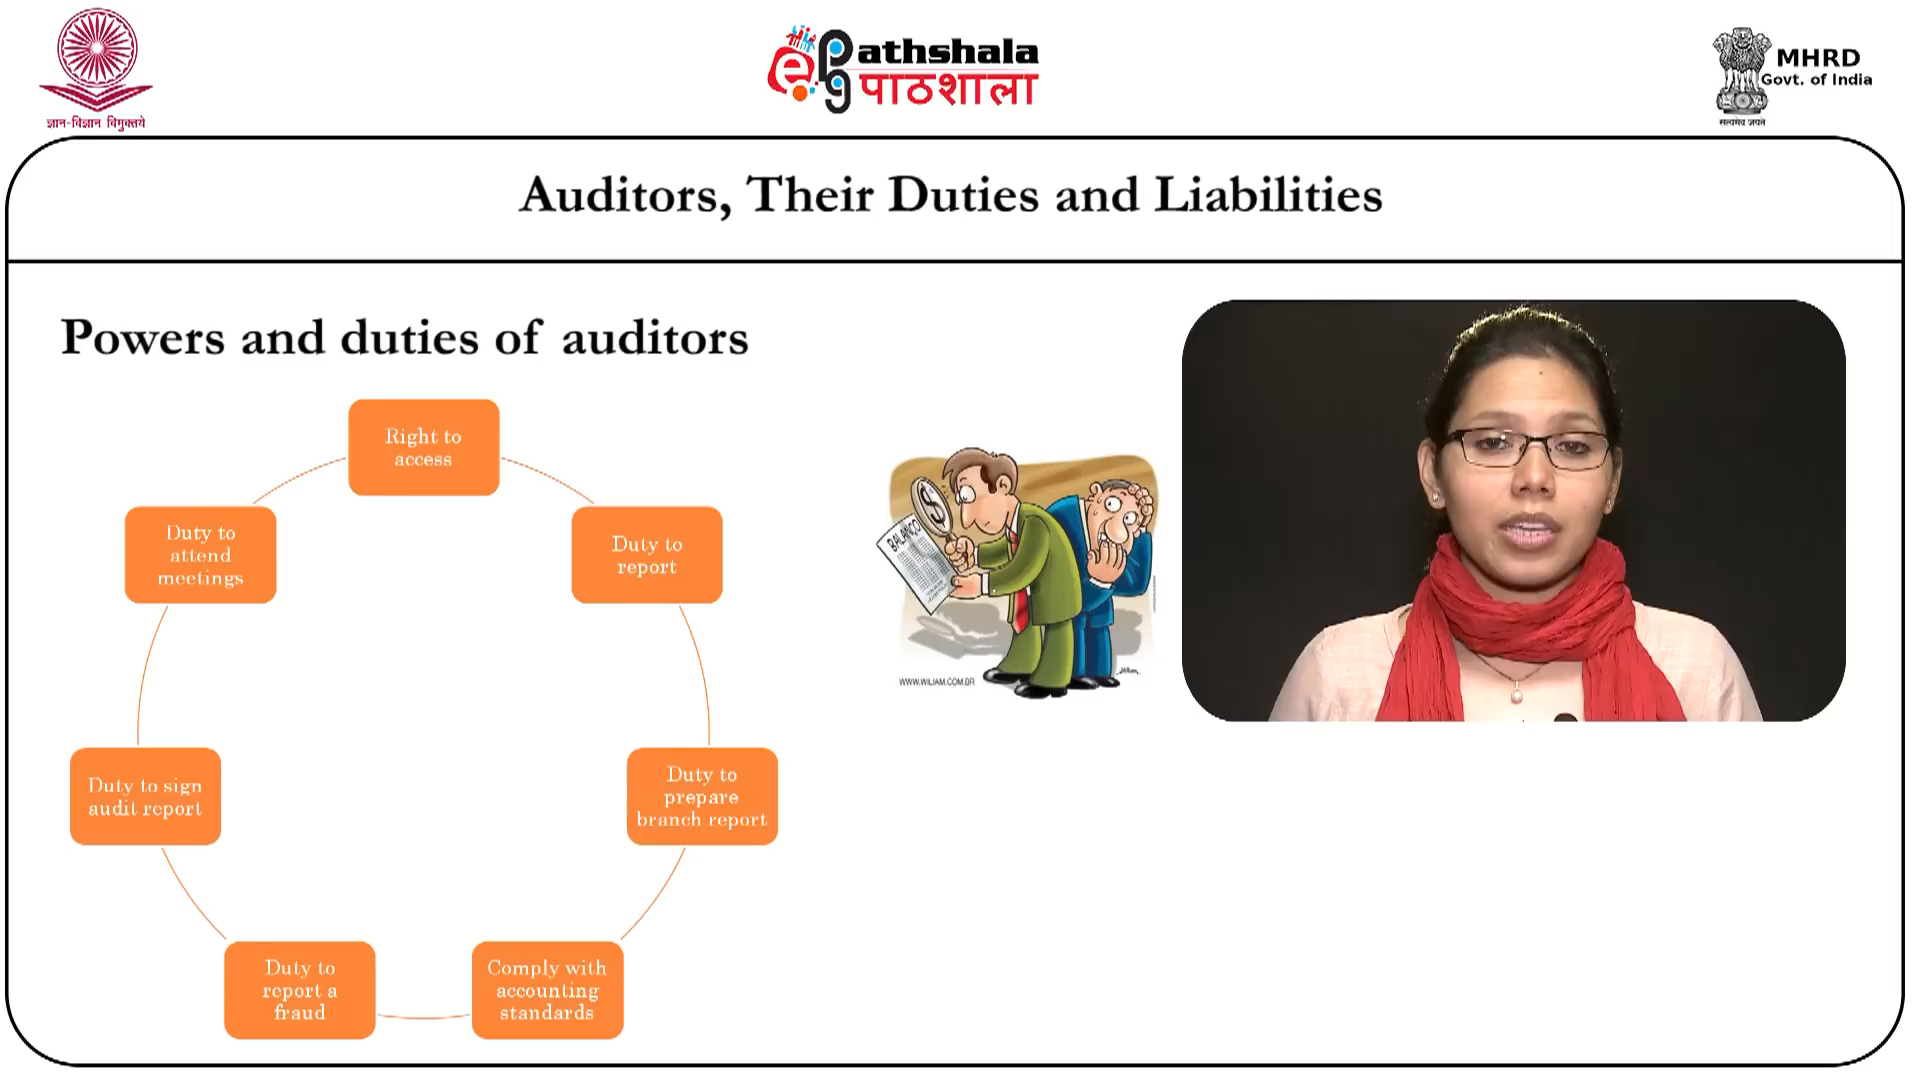 ज्ञान-विज्ञान विमुक्तये
ePathshala
पाठशाला
MHRD
Govt. of India
सत्यमेव जयते
Auditors, Their Duties and Liabilities
Powers and duties of auditors
Right to
access
Duty to
report
Duty to
prepare
branch report
Comply with
accounting
standards
Duty to
report a
fraud
Duty to sign
audit report
Duty to
attend
meetings
$
BALANÇO
WWW.WILIAM.COM.BR